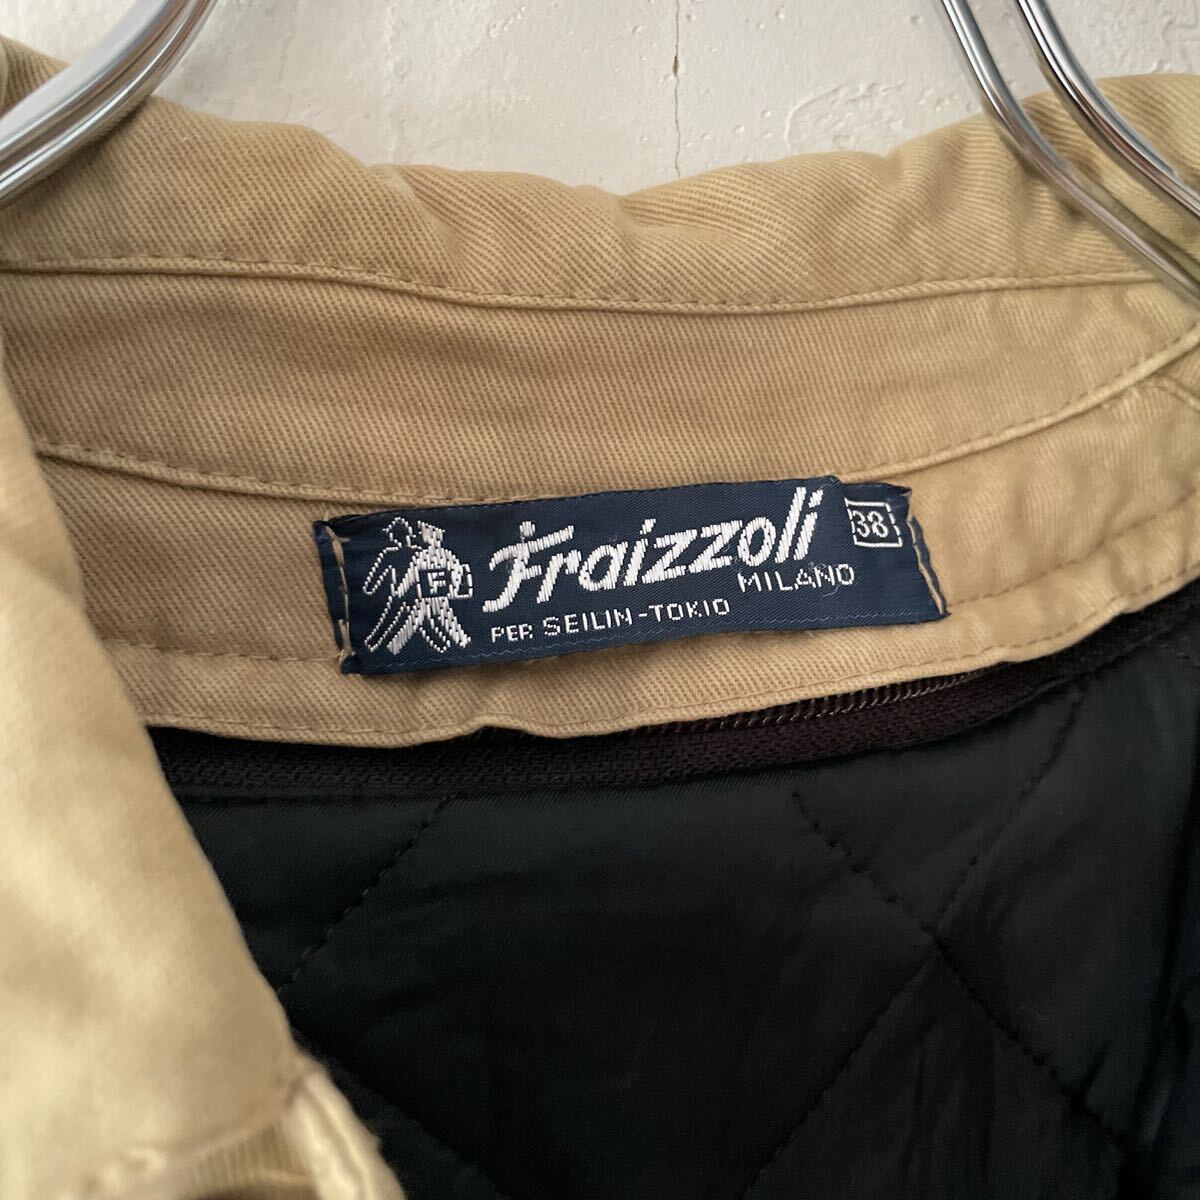 F
Fraizzoli
MILANO
PER SEILIN-TOKIO
38